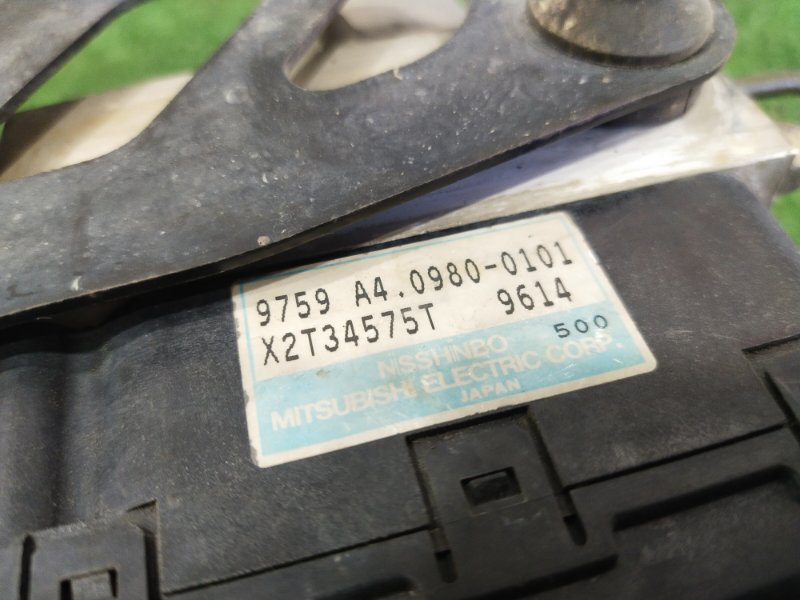 9759 A4.0980-0101
X2T34575T 9614
500
NISSHINBO
MITSUBISHI ELECTRIC CORP.
JAPAN